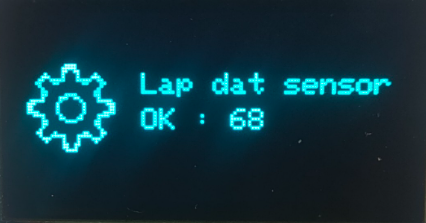 Lap dat sensor
OK : 68